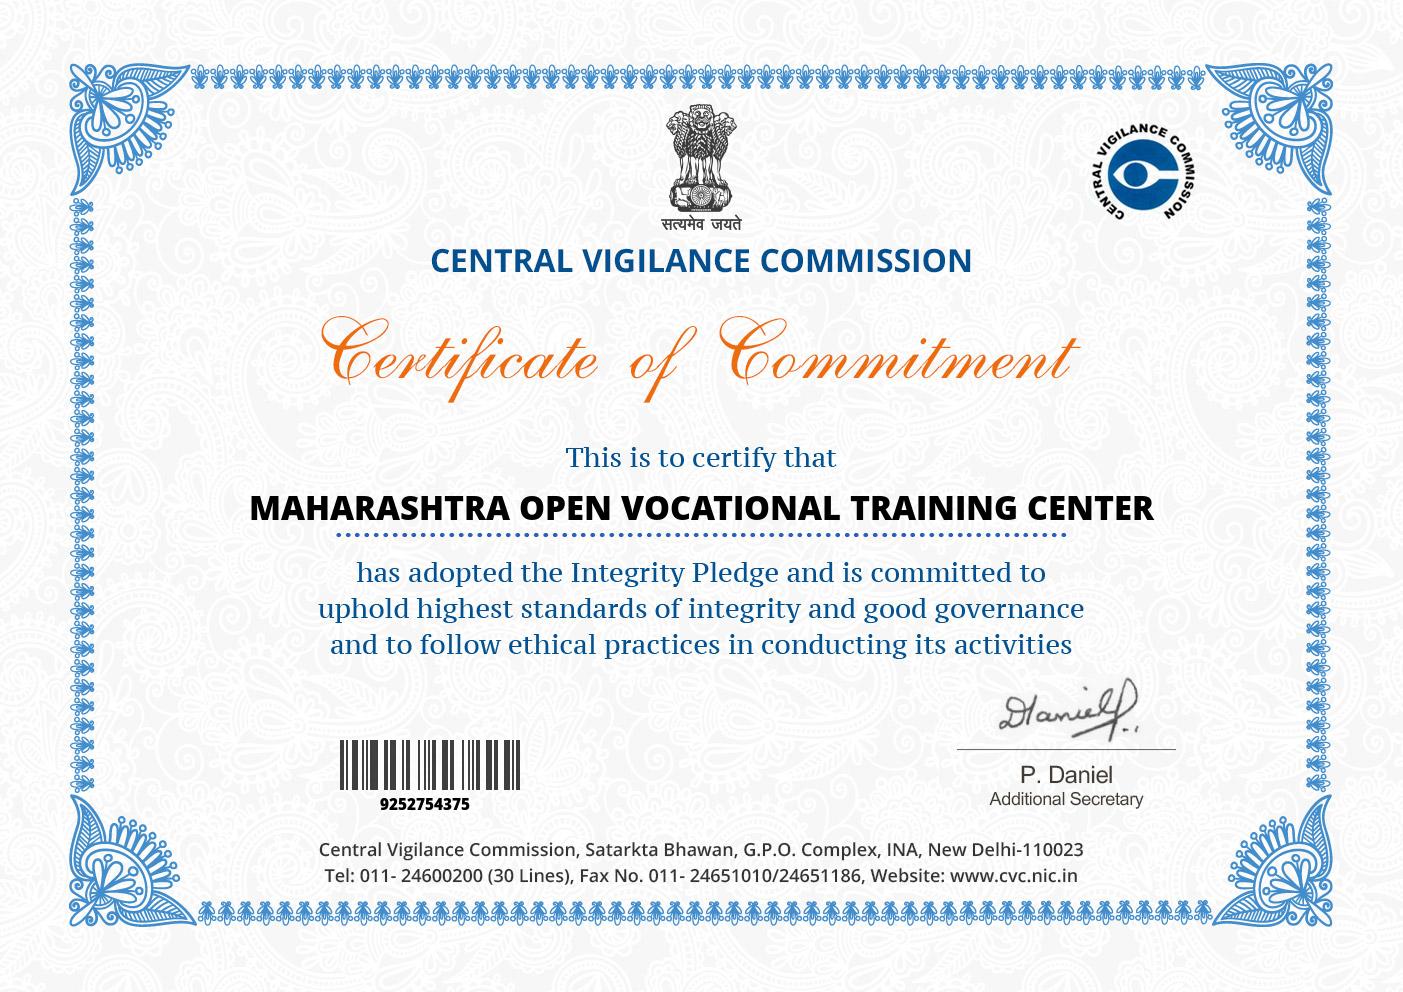 CENTRAL VIGILANCE COMMISSION
सत्यमेव जयते
CENTRAL VIGILANCE COMMISSION
Certificate of Commitment
This is to certify that
MAHARASHTRA OPEN VOCATIONAL TRAINING CENTER
has adopted the Integrity Pledge and is committed to
uphold highest standards of integrity and good governance
and to follow ethical practices in conducting its activities
Daniel P.
P. Daniel
Additional Secretary
9252754375
Central Vigilance Commission, Satarkta Bhawan, G.P.O. Complex, INA, New Delhi-110023
Tel: 011- 24600200 (30 Lines), Fax No. 011- 24651010/24651186, Website: www.cvc.nic.in